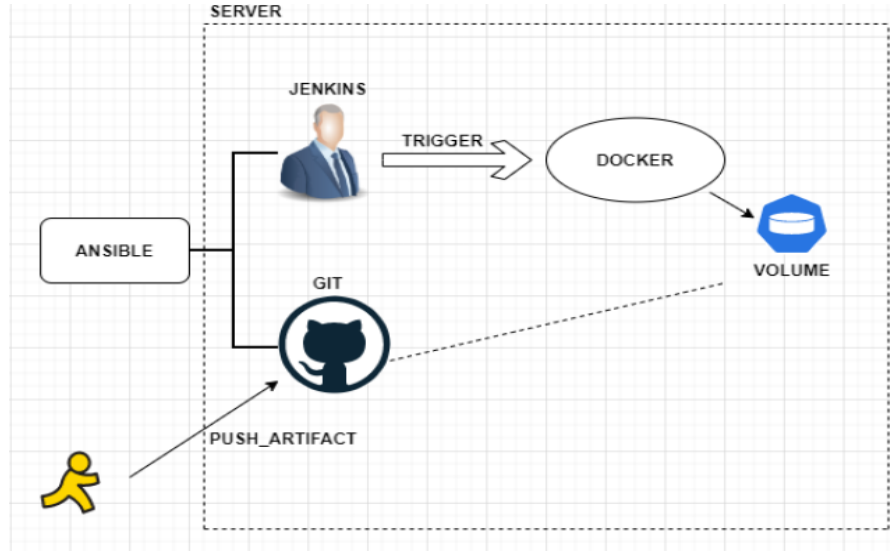 SERVER
JENKINS
TRIGGER
DOCKER
ANSIBLE
VOLUME
GIT
PUSH_ARTIFACT